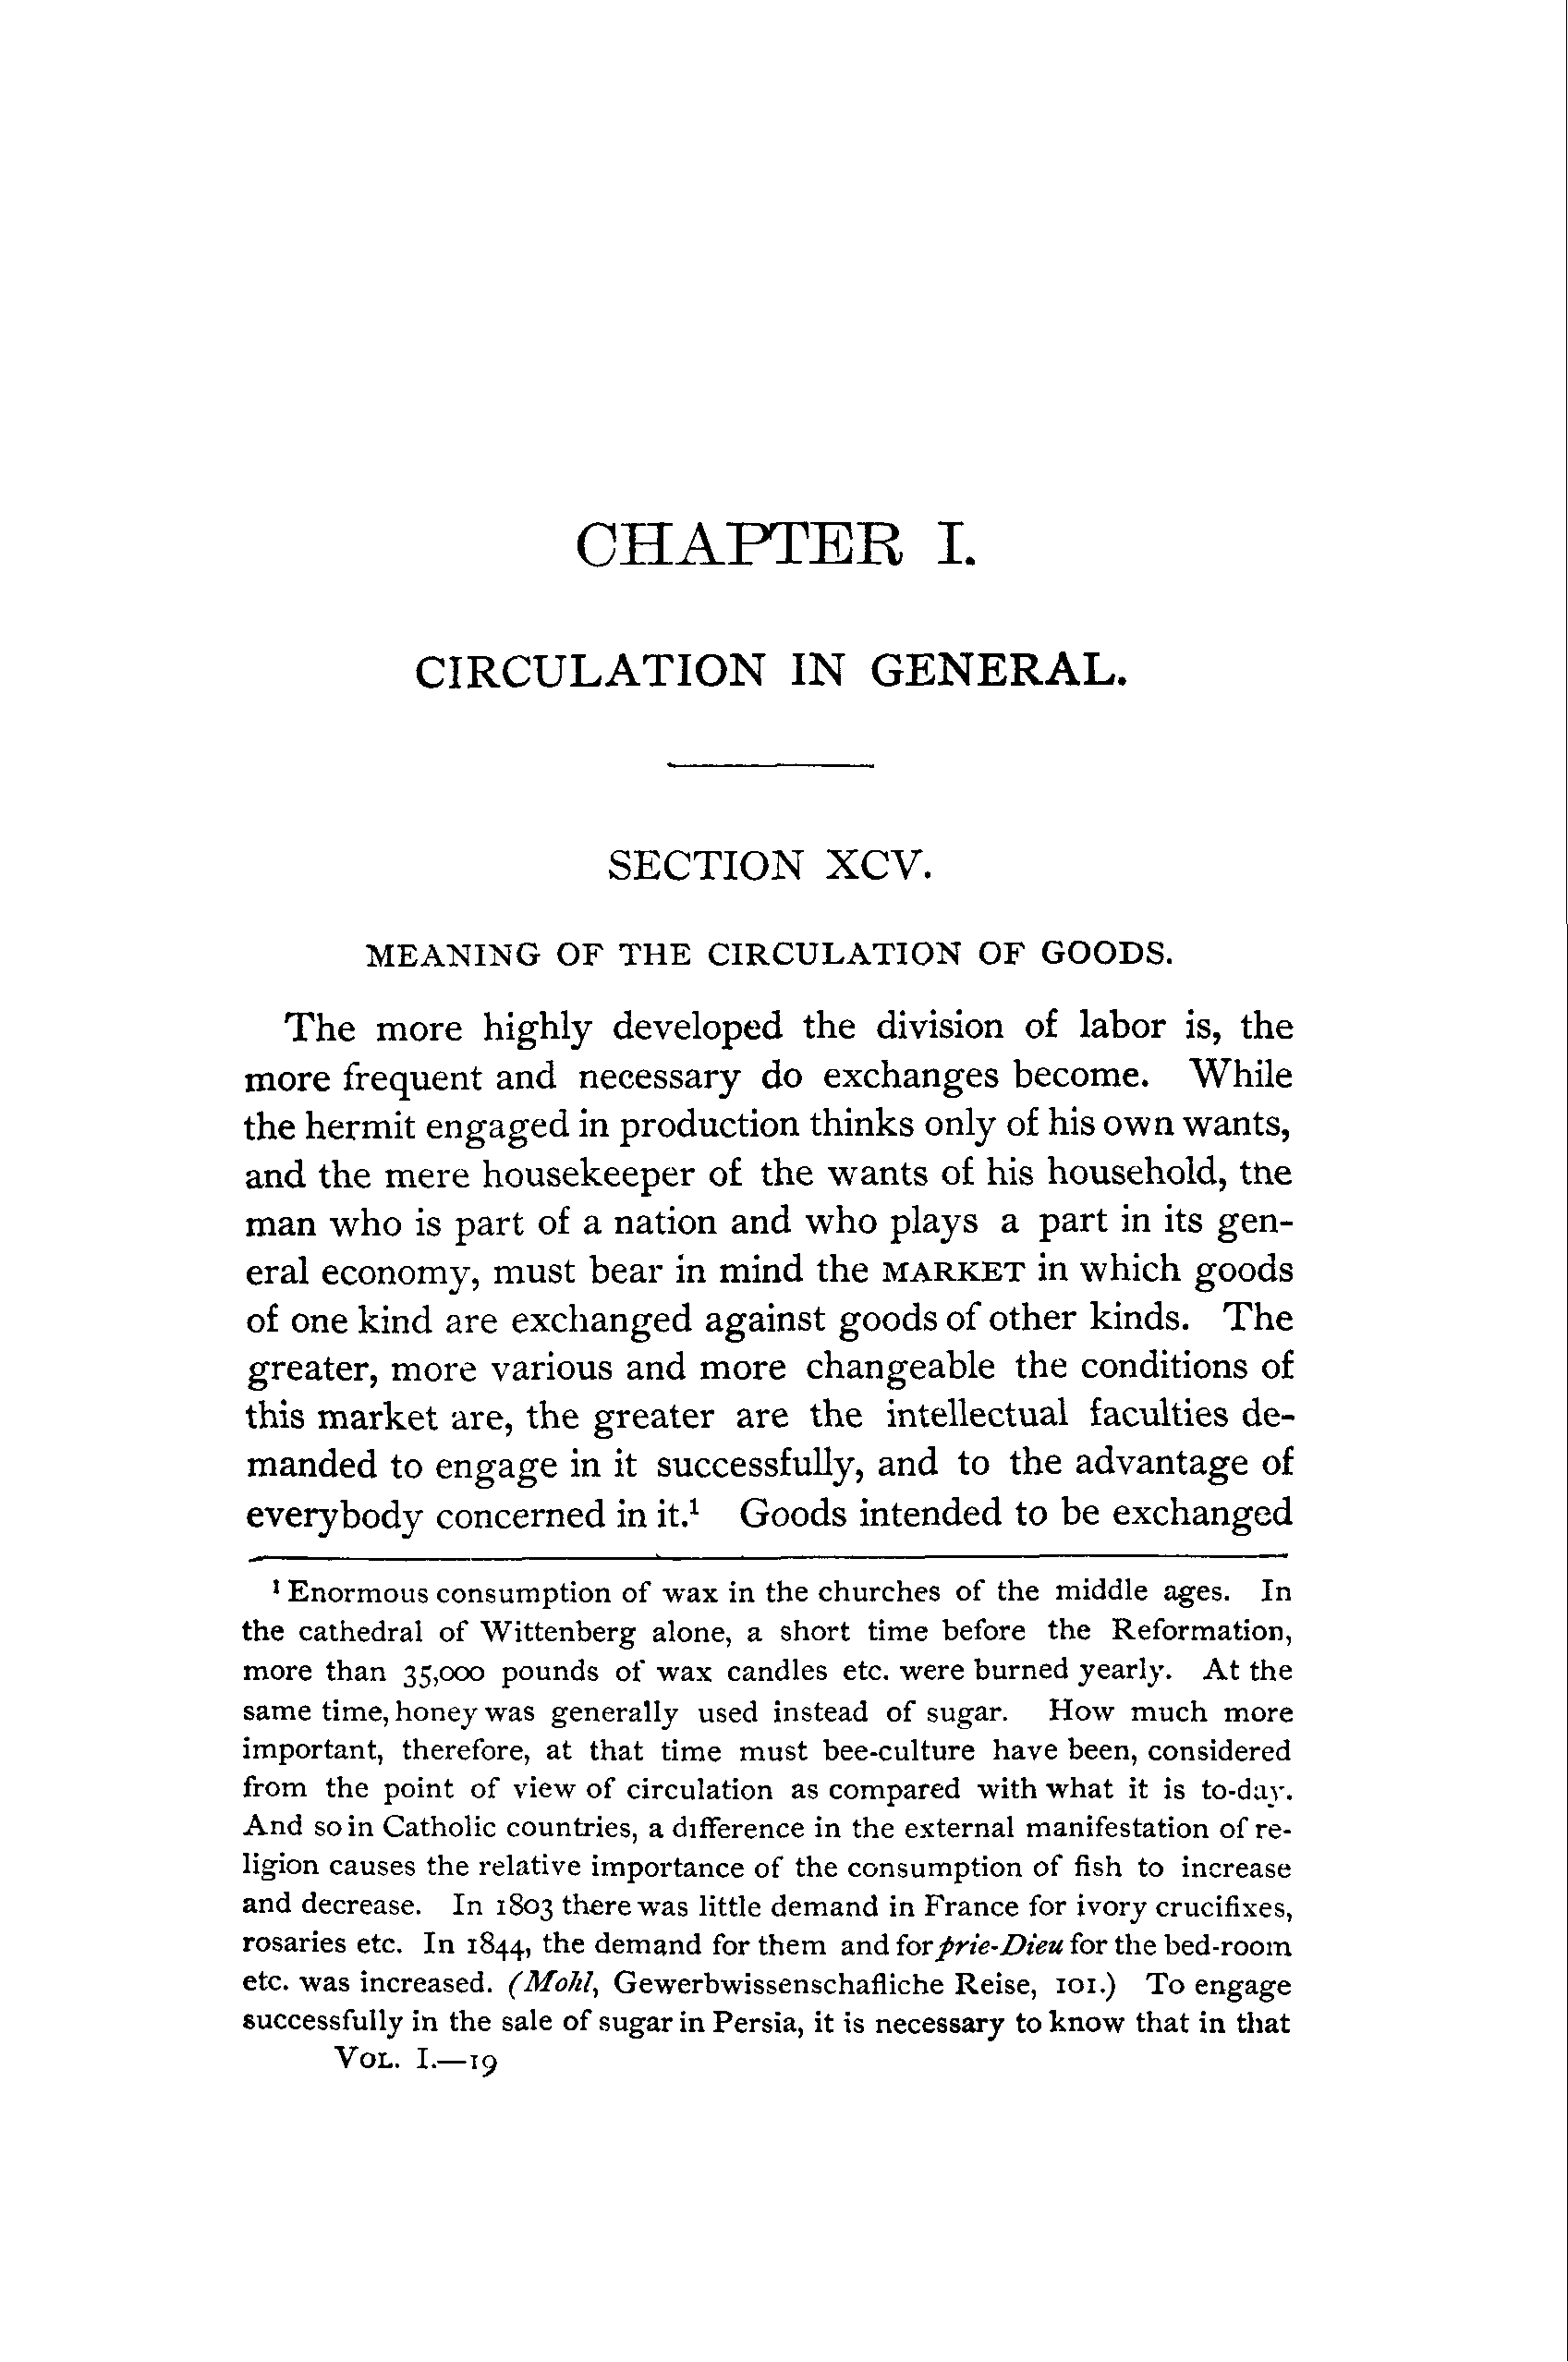 CHAPTER I.
CIRCULATION IN GENERAL.
SECTION XCV.
MEANING OF THE CIRCULATION OF GOODS.
The more highly developed the division of labor is, the
more frequent and necessary do exchanges become. While
the hermit engaged in production thinks only of his own wants,
and the mere housekeeper of the wants of his household, the
man who is part of a nation and who plays a part in its gen-
eral economy, must bear in mind the MARKET in which goods
of one kind are exchanged against goods of other kinds. The
greater, more various and more changeable the conditions of
this market are, the greater are the intellectual faculties de-
manded to engage in it successfully, and to the advantage of
everybody concerned in it.¹ Goods intended to be exchanged
¹ Enormous consumption of wax in the churches of the middle ages. In
the cathedral of Wittenberg alone, a short time before the Reformation,
more than 35,000 pounds of wax candles etc. were burned yearly. At the
same time, honey was generally used instead of sugar. How much more
important, therefore, at that time must bee-culture have been, considered
from the point of view of circulation as compared with what it is to-day.
And so in Catholic countries, a difference in the external manifestation of re-
ligion causes the relative importance of the consumption of fish to increase
and decrease. In 1803 there was little demand in France for ivory crucifixes,
rosaries etc. In 1844, the demand for them and for prie-Dieu for the bed-room
etc. was increased. (Mohl, Gewerbwissenschafliche Reise, 101.) To engage
successfully in the sale of sugar in Persia, it is necessary to know that in that
VOL. I.—19